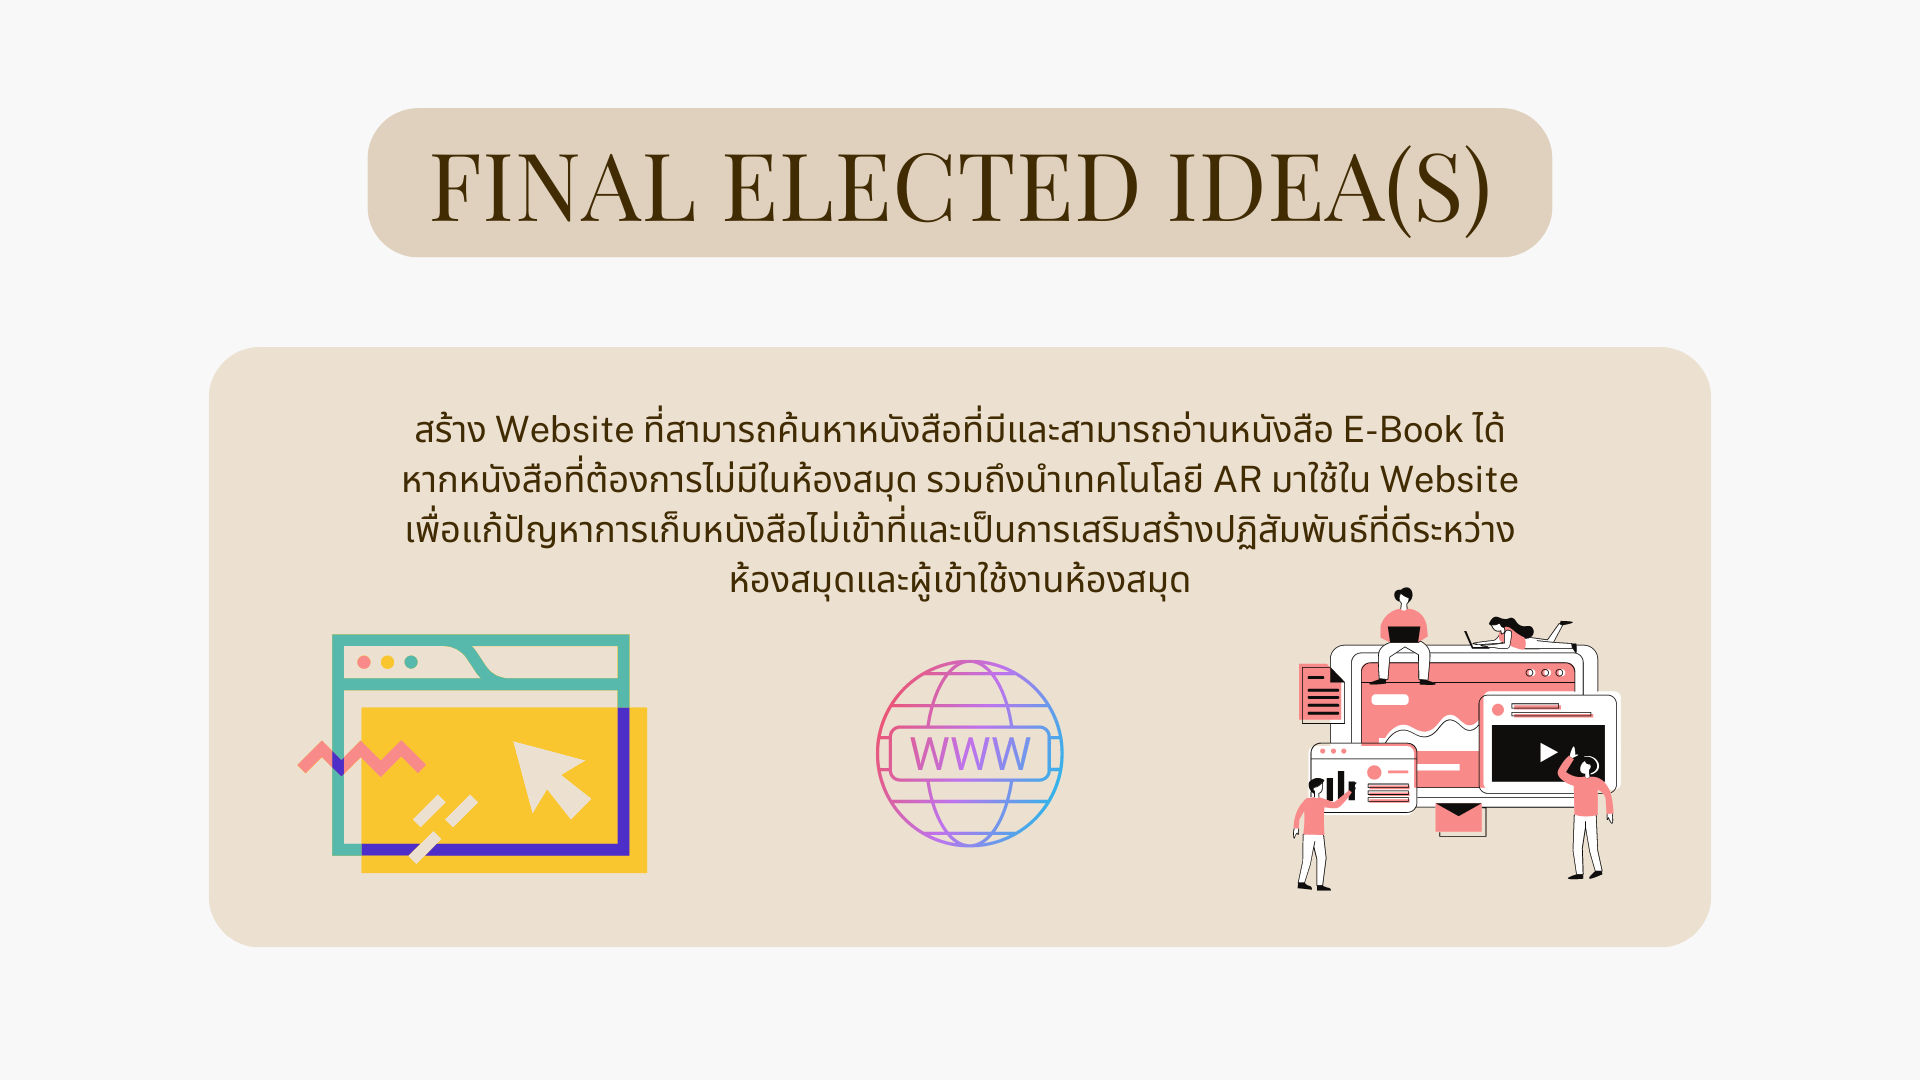 FINAL ELECTED IDEA(S)
สร้าง Website ที่สามารถค้นหาหนังสือที่มีและสามารถอ่านหนังสือ E-Book ได้
หากหนังสือที่ต้องการไม่มีในห้องสมุด รวมถึงนำเทคโนโลยี AR มาใช้ใน Website
เพื่อแก้ปัญหาการเก็บหนังสือไม่เข้าที่และเป็นการเสริมสร้างปฏิสัมพันธ์ที่ดีระหว่าง
ห้องสมุดและผู้เข้าใช้งานห้องสมุด
WWW